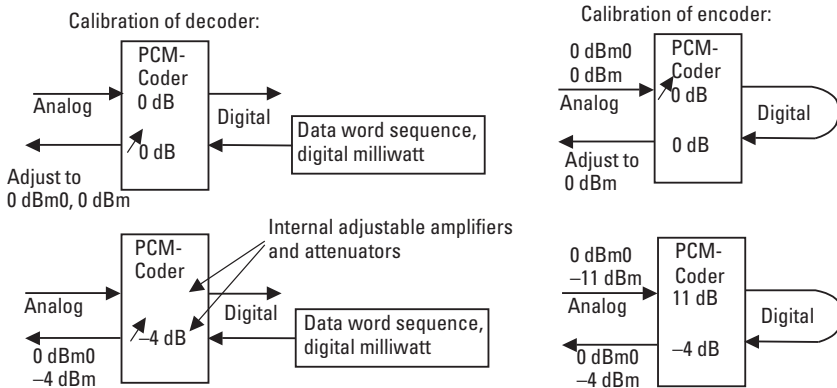 Calibration of decoder:
PCM-
Coder
0 dB
Analog
Digital
0 dB
Data word sequence,
digital milliwatt
Adjust to
0 dBm0, 0 dBm
Calibration of encoder:
0 dBm0
0 dBm
PCM-
Coder
0 dB
Analog
Digital
0 dB
Adjust to
0 dBm
PCM-
Coder
Internal adjustable amplifiers
and attenuators
Analog
Digital
–4 dB
Data word sequence,
digital milliwatt
0 dBm0
–4 dBm
0 dBm0
–11 dBm
PCM-
Coder
11 dB
Analog
Digital
–4 dB
0 dBm0
–4 dBm